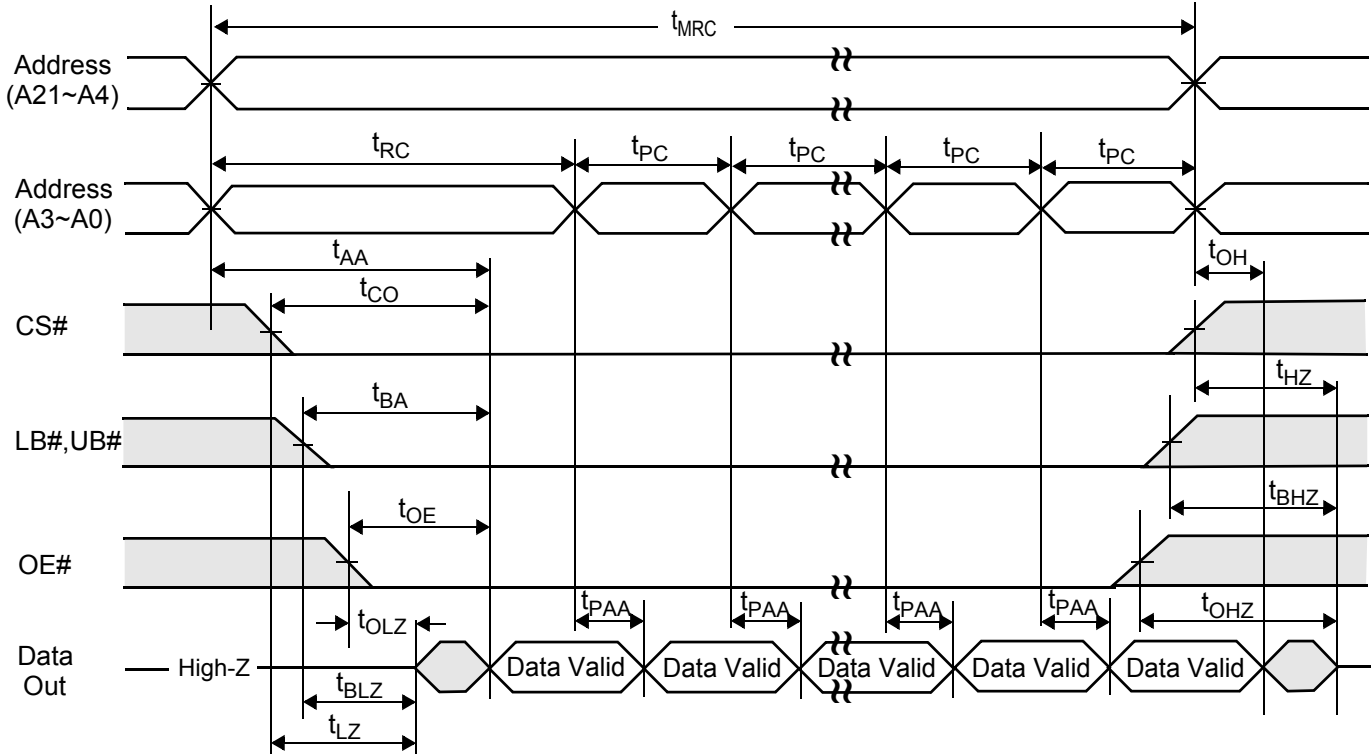 tMRC
Address
(A21~A4)
tRC
tPC
tPC
tPC
tPC
Address
(A3~A0)
tAA
tOH
tCO
CS#
tHZ
tBA
LB#,UB#
tBHZ
tOE
OE#
tPAA
tPAA
tPAA
tPAA
tOHZ
tOLZ
Data
Out
High-Z
Data Valid
Data Valid
Data Valid
Data Valid
Data Valid
tBLZ
tLZ